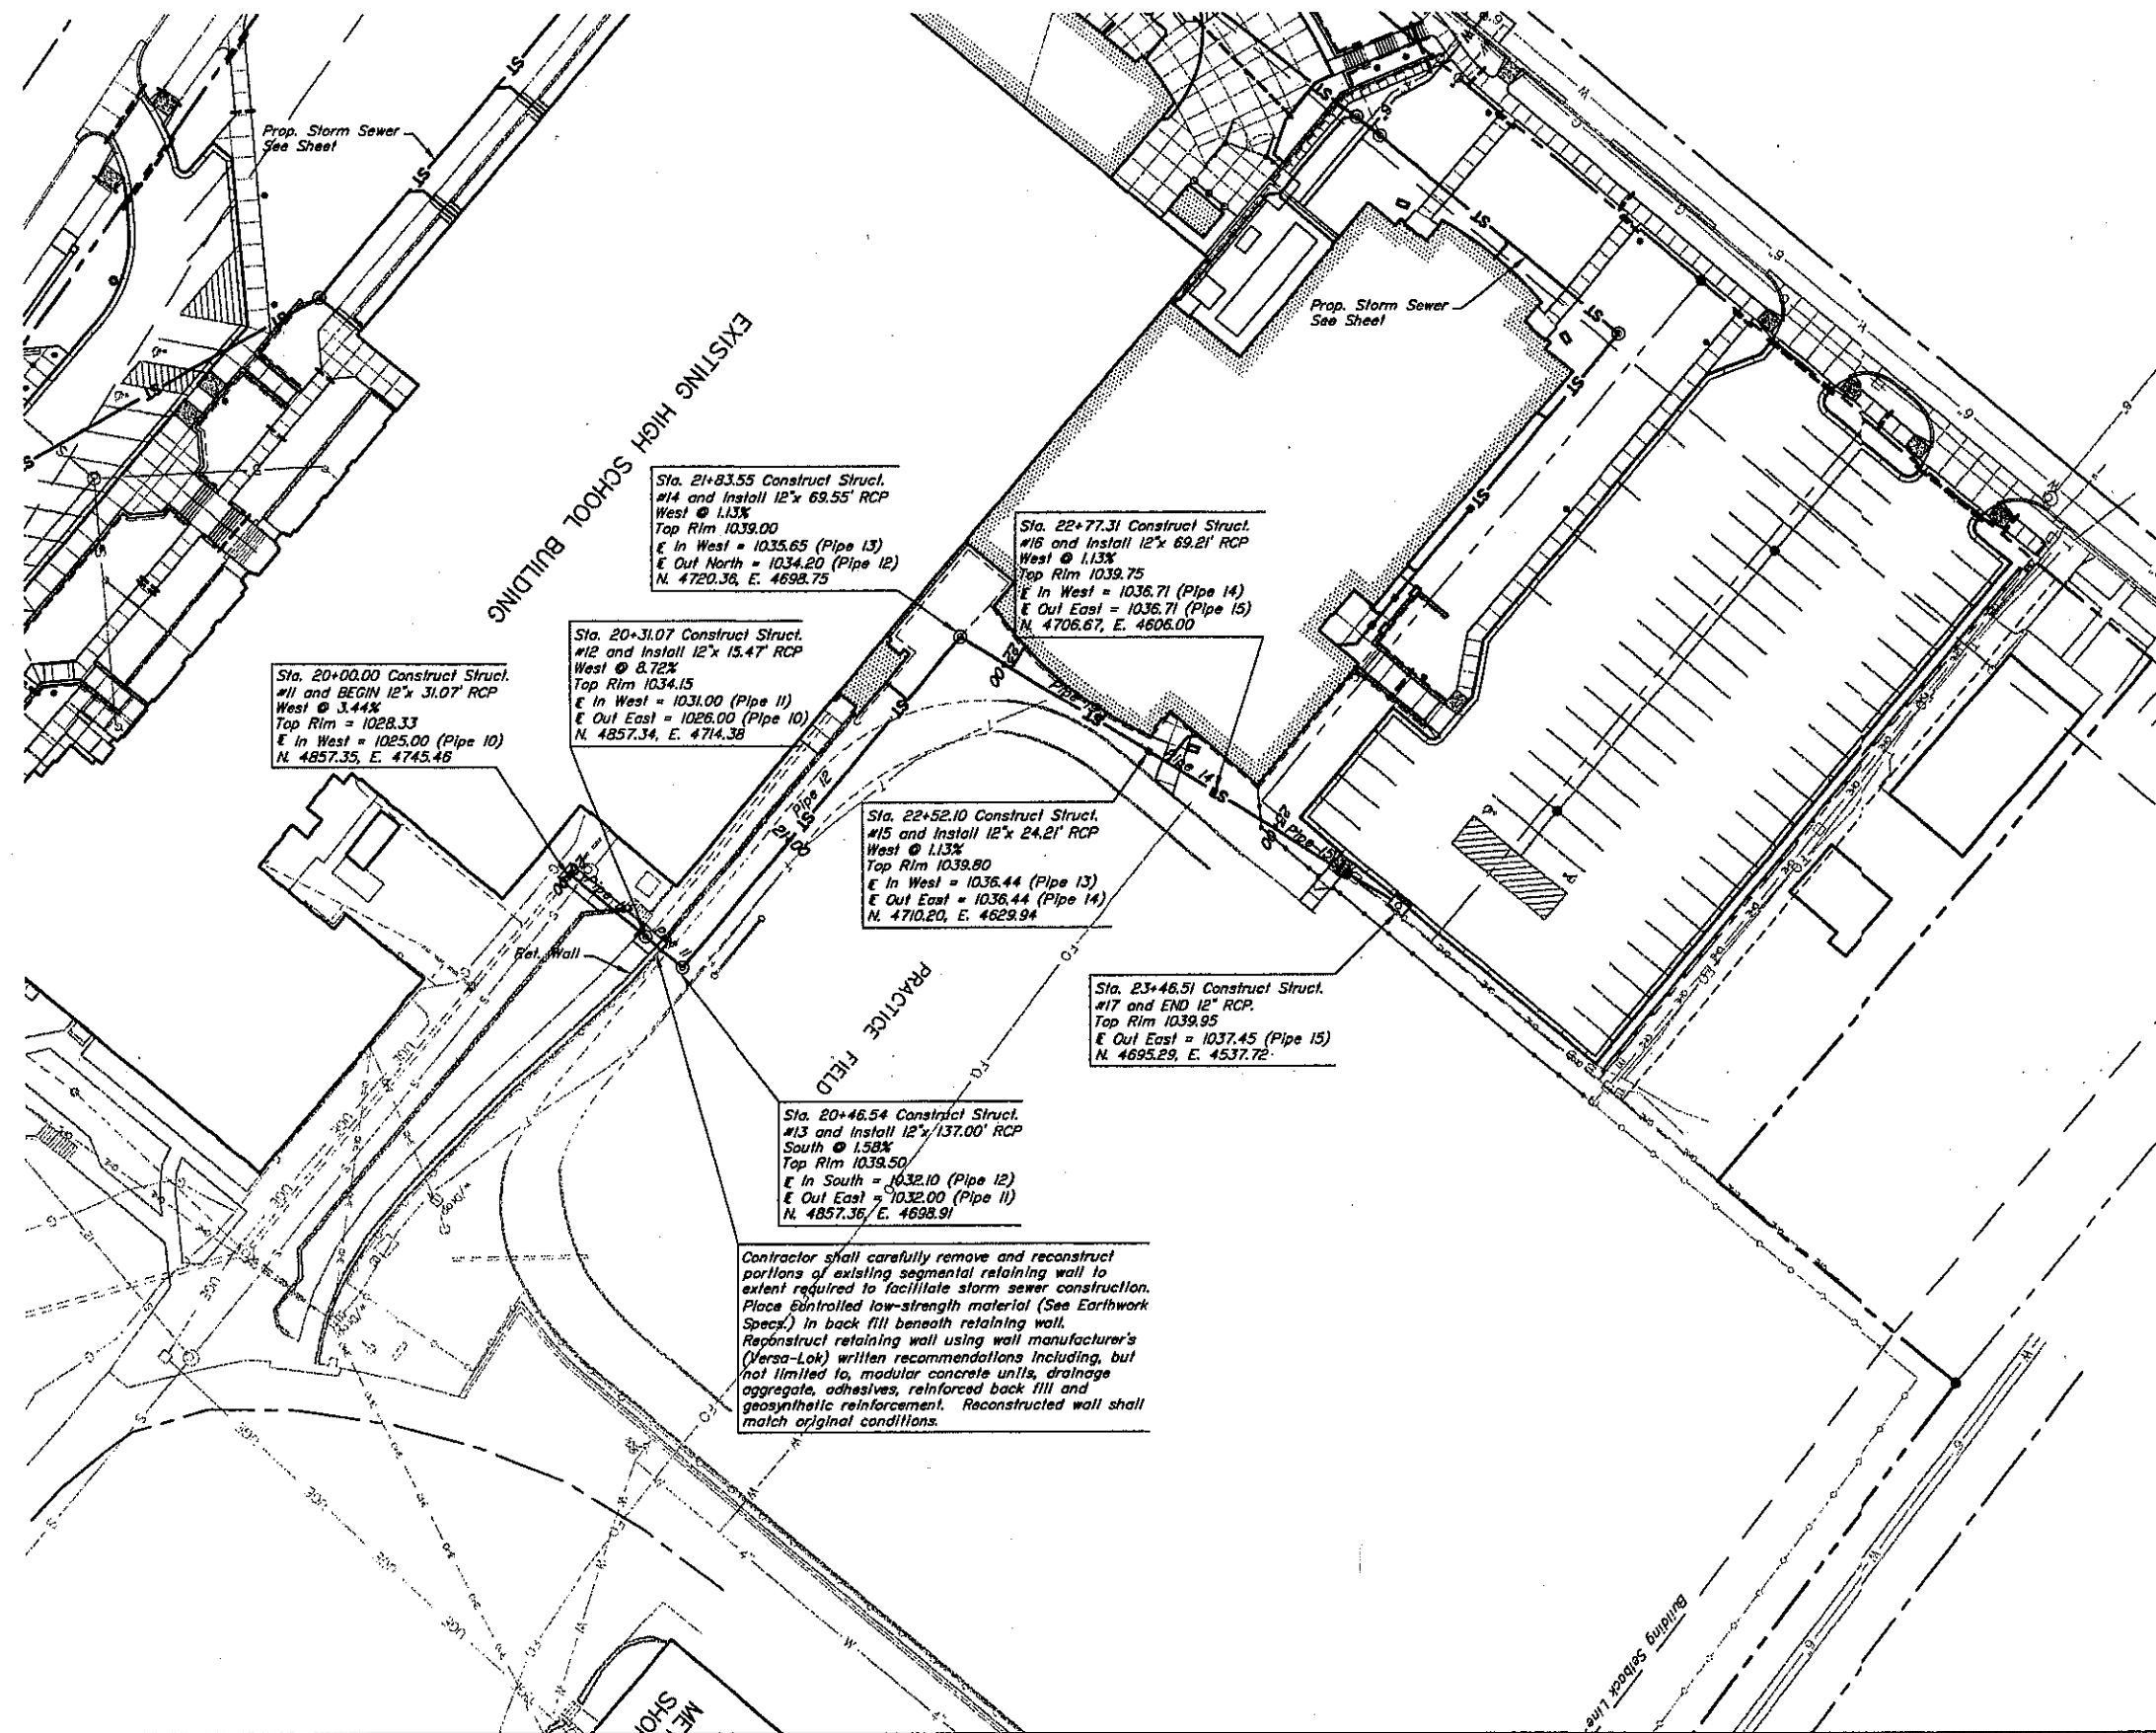 Prop. Storm Sewer
See Sheet
EXISTING HIGH SCHOOL BUILDING
Prop. Storm Sewer
See Sheet
Sta. 21+83.55 Construct Struct.
#14 and Install 12"x 69.55' RCP
West @ 1.13%
Top Rim 1039.00
E In West = 1035.65 (Pipe 13)
E Out North = 1034.20 (Pipe 12)
N. 4720.36, E. 4698.75
Sta. 22+77.31 Construct Struct.
#16 and Install 12"x 69.21' RCP
West @ 1.13%
Top Rim 1039.75
E In West = 1036.71 (Pipe 14)
E Out East = 1036.71 (Pipe 15)
N. 4706.67, E. 4606.00
Sta. 20+31.07 Construct Struct.
#12 and Install 12"x 15.47' RCP
West @ 8.72%
Top Rim 1034.15
E In West = 1031.00 (Pipe 11)
E Out East = 1026.00 (Pipe 10)
N. 4857.34, E. 4714.38
Sta. 20+00.00 Construct Struct.
#11 and BEGIN 12"x 31.07' RCP
West @ 3.44%
Top Rim = 1028.33
E In West = 1025.00 (Pipe 10)
N. 4857.35, E. 4745.46
Sta. 22+52.10 Construct Struct.
#15 and Install 12"x 24.21' RCP
West @ 1.13%
Top Rim 1039.80
E In West = 1036.44 (Pipe 13)
E Out East = 1036.44 (Pipe 14)
N. 4710.20, E. 4629.94
Pipe 12
Pipe 14
Pipe 15
21+00
Ret. Wall
PRACTICE FIELD
Sta. 23+46.51 Construct Struct.
#17 and END 12" RCP.
Top Rim 1039.95
E Out East = 1037.45 (Pipe 15)
N. 4695.29, E. 4537.72
Sta. 20+46.54 Construct Struct.
#13 and Install 12"x 137.00' RCP
South @ 1.58%
Top Rim 1039.50
E In South = 1032.10 (Pipe 12)
E Out East = 1032.00 (Pipe 11)
N. 4857.36, E. 4698.91
Contractor shall carefully remove and reconstruct
portions of existing segmental retaining wall to
extent required to facilitate storm sewer construction.
Place controlled low-strength material (See Earthwork
Specs.) in back fill beneath retaining wall.
Reconstruct retaining wall using wall manufacturer's
(Versa-Lok) written recommendations including, but
not limited to, modular concrete units, drainage
aggregate, adhesives, reinforced back fill and
geosynthetic reinforcement. Reconstructed wall shall
match original conditions.
Building Setback Line